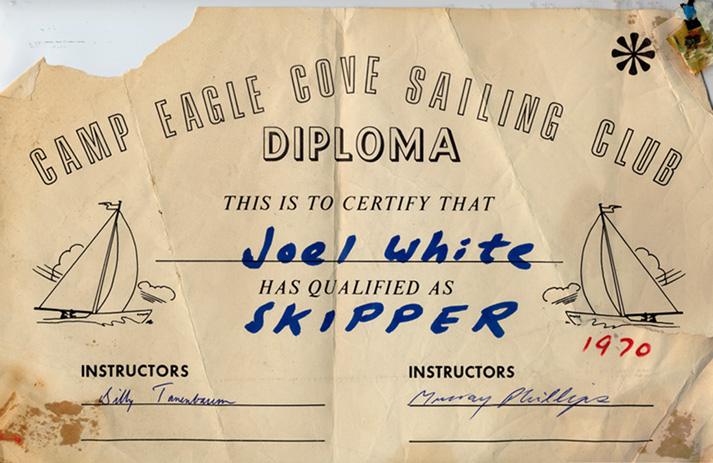 CAMP EAGLE COVE SAILING CLUB
DIPLOMA
THIS IS TO CERTIFY THAT
Joel White
HAS QUALIFIED AS
SKIPPER
1970
INSTRUCTORS
Billy Tanenbaum
INSTRUCTORS
Murray Phillips